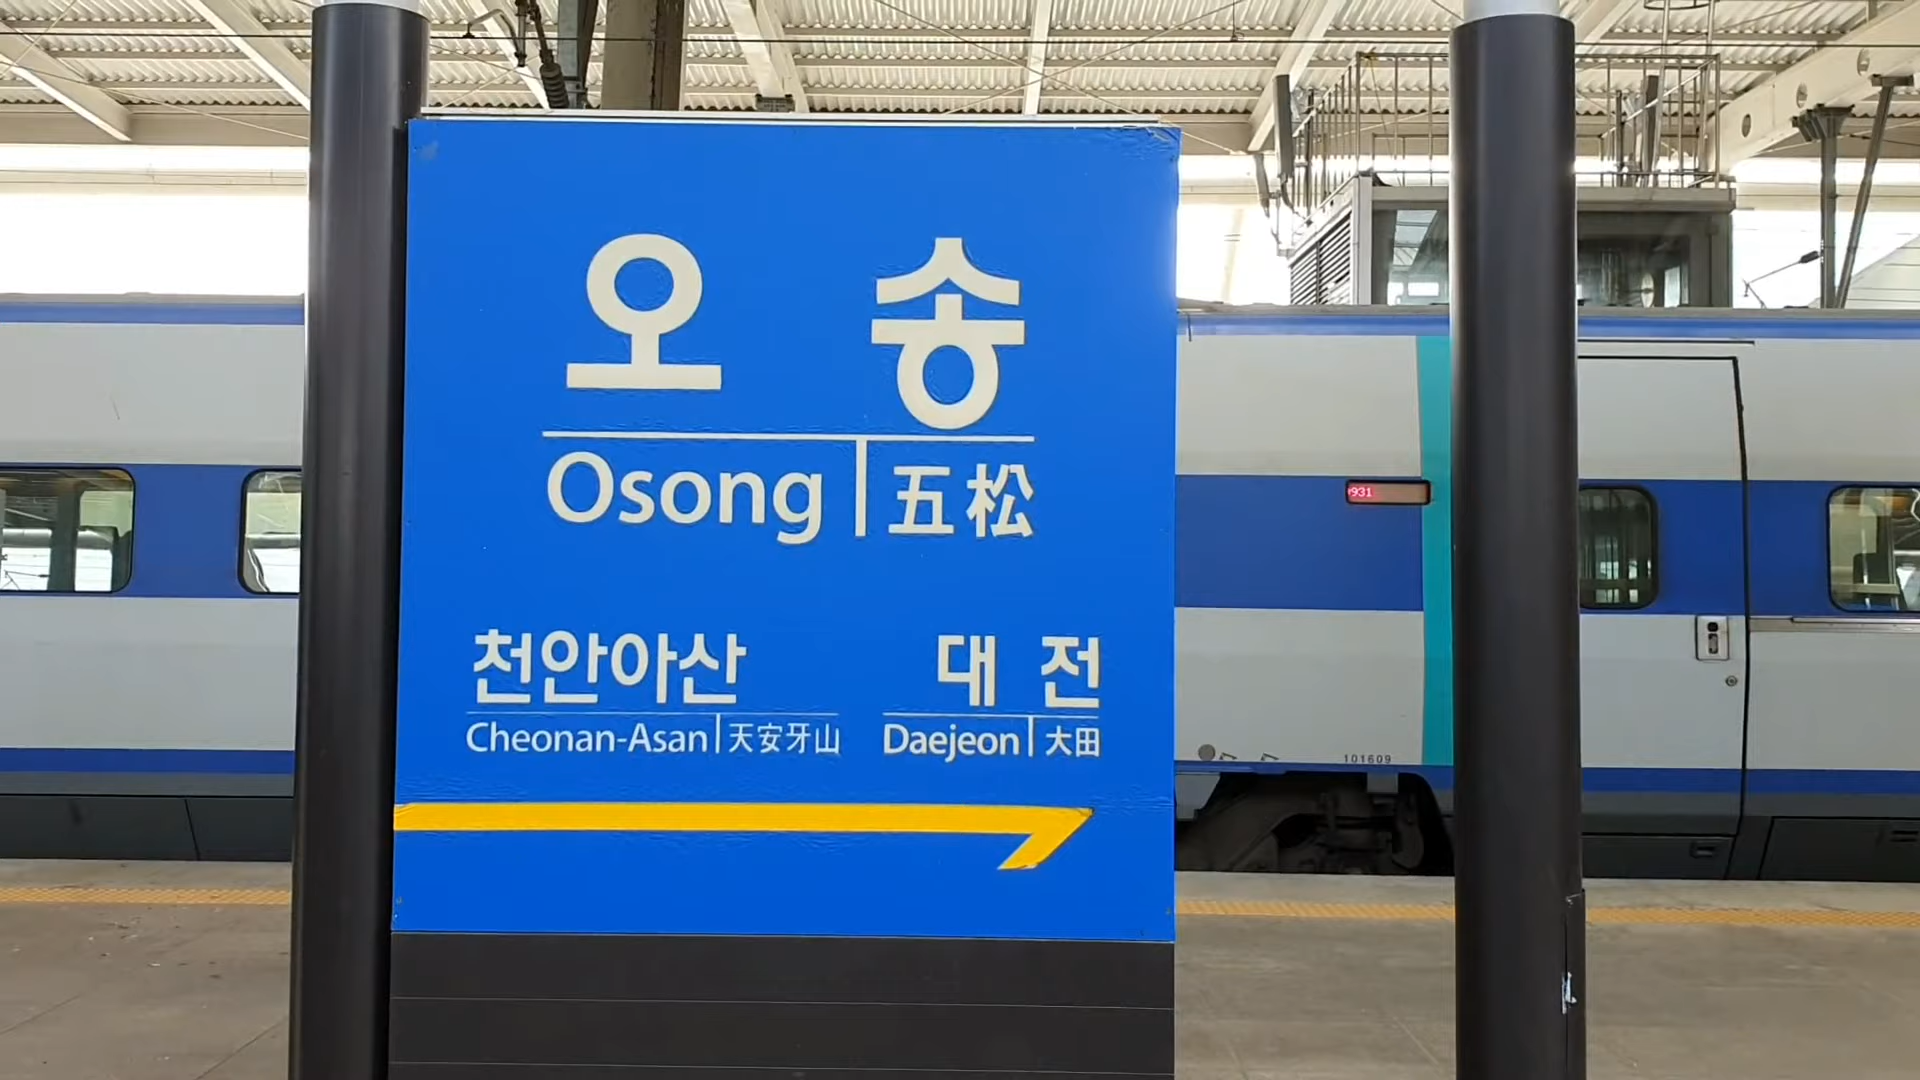 오 송
Osong 五松
천안아산 대 전
Cheonan-Asan 天安牙山 Daejeon 大田
931
101609